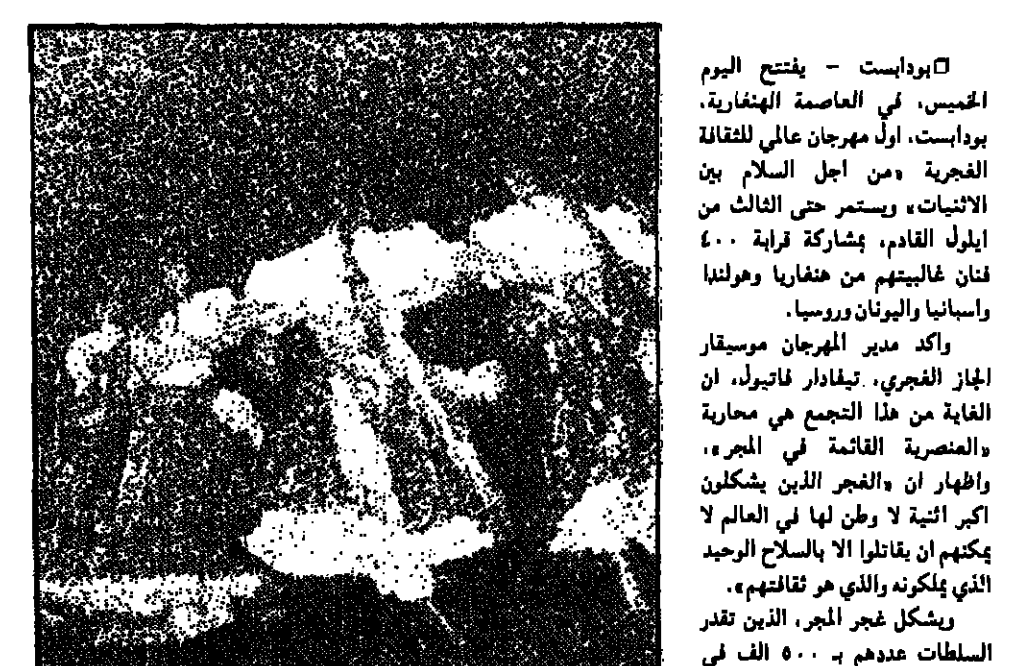 بودابست - يفتتح اليوم
الخميس، في العاصمة الهنغارية،
بودابست، اول مهرجان عالمي للثقافة
الغجرية «من اجل السلام بين
الاثنيات» ويستمر حتى الثالث من
ايلول القادم، بمشاركة قرابة ٤٠٠
فنان غالبيتهم من هنغاريا وهولندا
واسبانيا واليونان وروسيا.
واكد مدير المهرجان موسيقار
الجاز الغجري، تيفادار فاتيول، ان
الغاية من هذا التجمع هي محاربة
«العنصرية القائمة في المجر»،
واظهار ان «الغجر الذين يشكلون
اكبر اثنية لا وطن لها في العالم لا
يمكنهم ان يقاتلوا الا بالسلاح الوحيد
الذي يملكونه والذي هو ثقافتهم».
ويشكل غجر المجر، الذين تقدر
السلطات عددهم بـ ٥٠٠ الف في